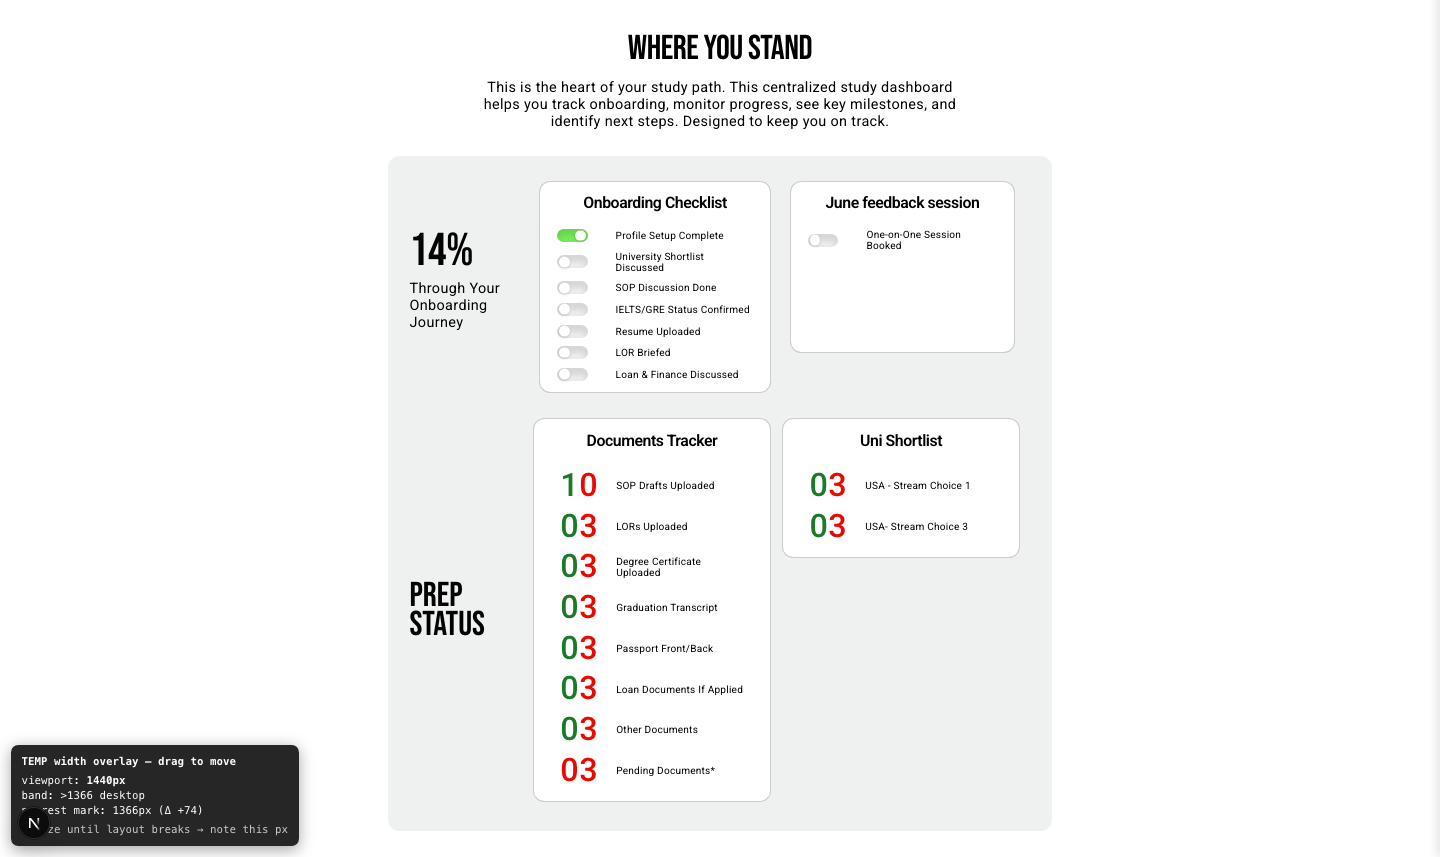 WHERE YOU STAND
This is the heart of your study path. This centralized study dashboard
helps you track onboarding, monitor progress, see key milestones, and
identify next steps. Designed to keep you on track.
14%
Through Your
Onboarding
Journey
Onboarding Checklist
Profile Setup Complete
University Shortlist
Discussed
SOP Discussion Done
IELTS/GRE Status Confirmed
Resume Uploaded
LOR Briefed
Loan & Finance Discussed
June feedback session
One-on-One Session
Booked
PREP
STATUS
Documents Tracker
10 SOP Drafts Uploaded
03 LORs Uploaded
03 Degree Certificate
Uploaded
03 Graduation Transcript
03 Passport Front/Back
03 Loan Documents If Applied
03 Other Documents
03 Pending Documents*
Uni Shortlist
03 USA - Stream Choice 1
03 USA- Stream Choice 3
TEMP width overlay — drag to move
viewport: 1440px
band: >1366 desktop
mark: 1366px (Δ +74)
until layout breaks → note this px
N